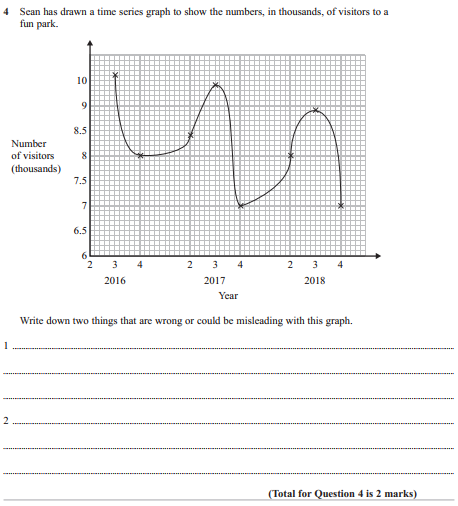 4 Sean has drawn a time series graph to show the numbers, in thousands, of visitors to a
fun park.
10
9
8.5
8
7.5
7
6.5
6
Number
of visitors
(thousands)
2 3 4 2 3 4 2 3 4
2016 2017 2018
Year
Write down two things that are wrong or could be misleading with this graph.
1
2
(Total for Question 4 is 2 marks)